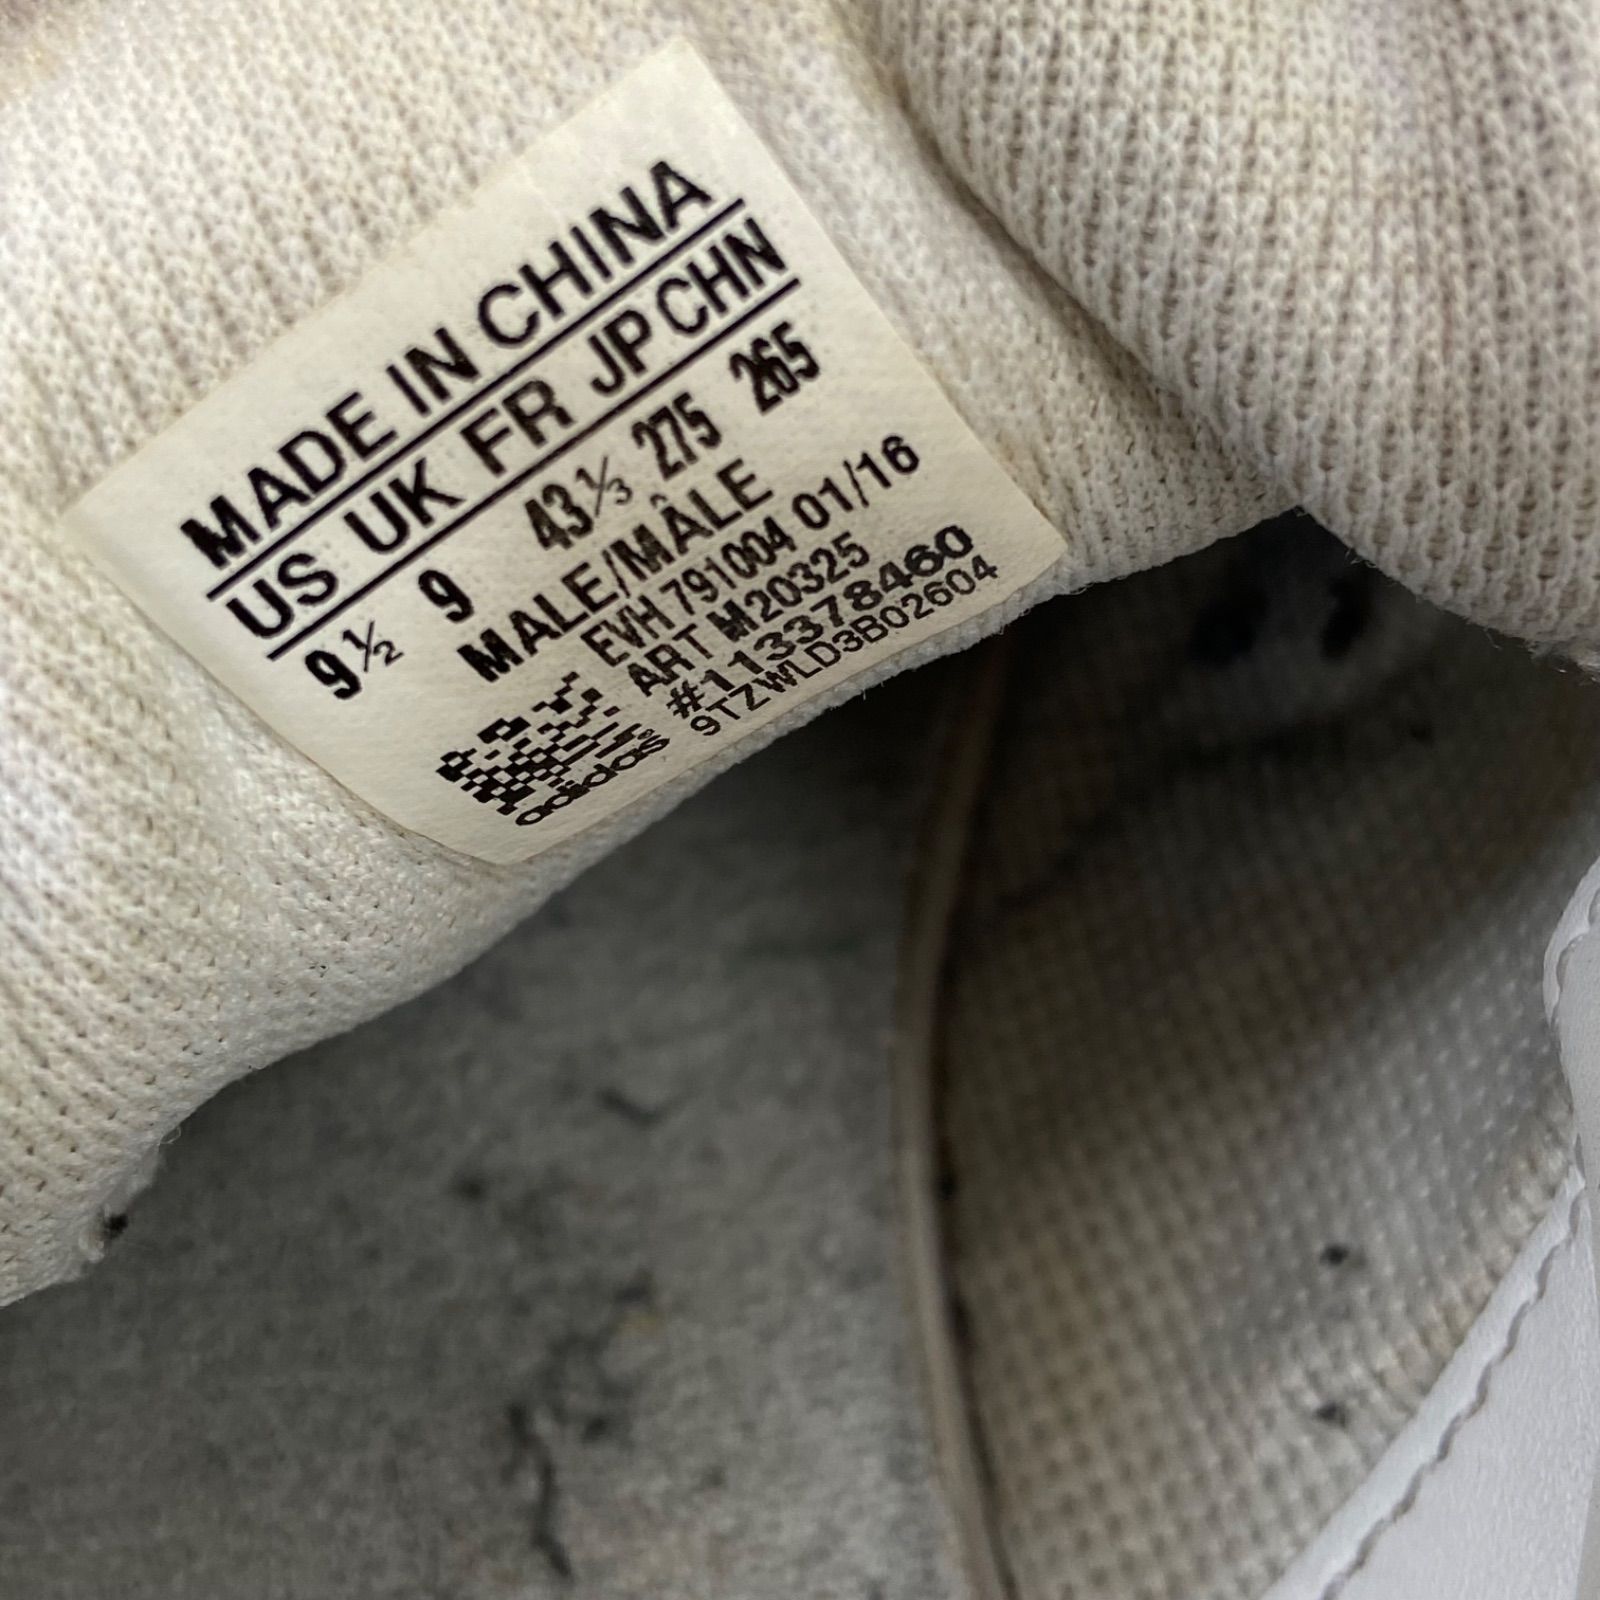 MADE IN CHINA
US UK FR JP CHN
9½ 9 43⅓ 275 265
MALE/MÂLE
EVH 791004 01/16
ART M20325
#113378460
9TZWLD3B02604
adidas